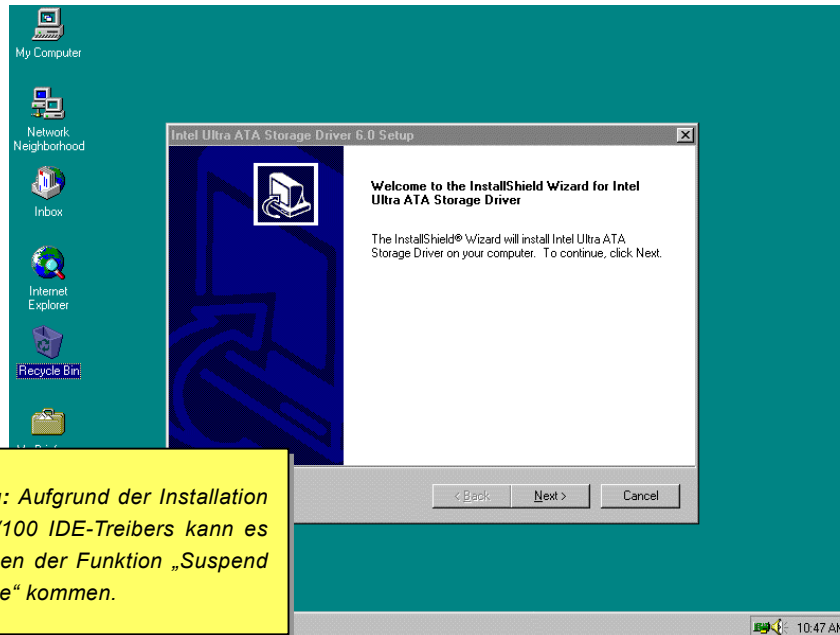 My Computer
Network
Neighborhood
Inbox
Internet
Explorer
Recycle Bin
Intel Ultra ATA Storage Driver 6.0 Setup
Welcome to the InstallShield Wizard for Intel
Ultra ATA Storage Driver
The InstallShield® Wizard will install Intel Ultra ATA
Storage Driver on your computer. To continue, click Next.
< Back
Next >
Cancel
: Aufgrund der Installation
/100 IDE-Treibers kann es
der Funktion „Suspend
kommen.
10:47 AM